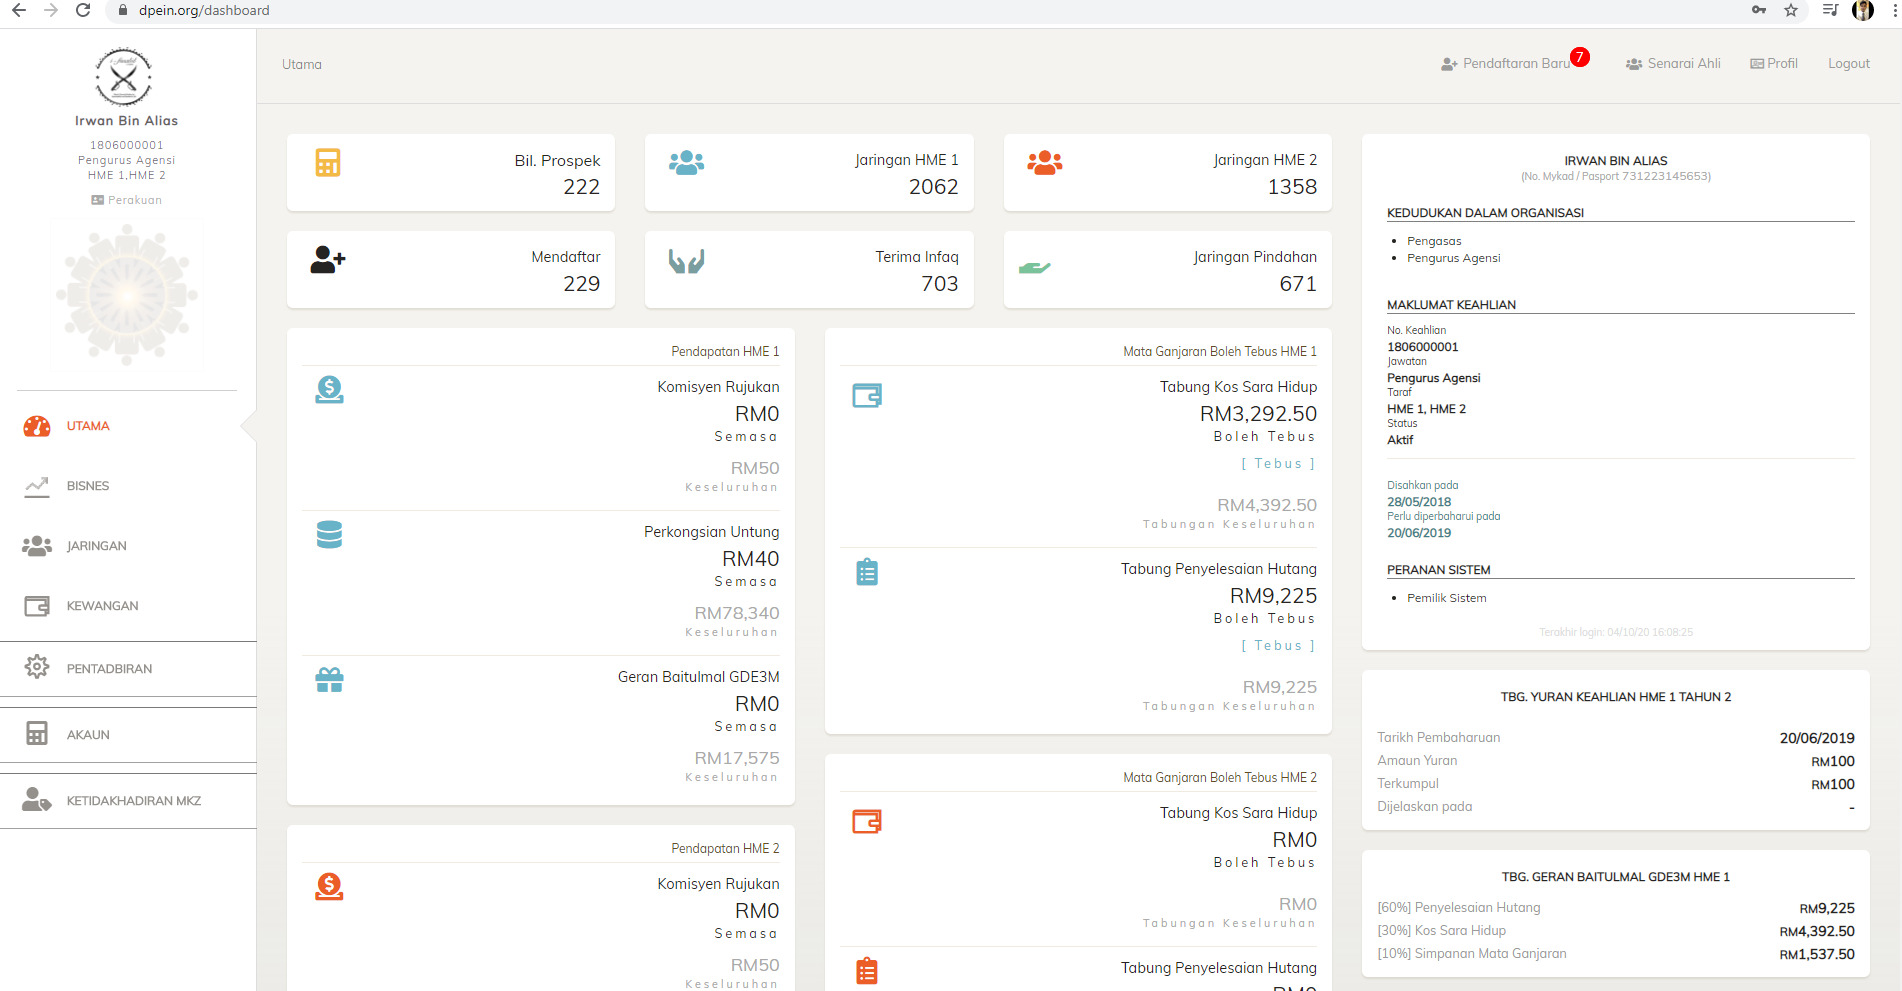 dpein.org/dashboard
Irwan Bin Alias
1806000001
Pengurus Agensi
HME 1,HME 2
Perakuan
UTAMA
BISNES
JARINGAN
KEWANGAN
PENTADBIRAN
AKAUN
KETIDAKHADIRAN MKZ
Utama
Pendaftaran Baru 7
Senarai Ahli
Profil
Logout
Bil. Prospek
222
Jaringan HME 1
2062
Jaringan HME 2
1358
Mendaftar
229
Terima Infaq
703
Jaringan Pindahan
671
Pendapatan HME 1
Komisyen Rujukan
RM0
Semasa
RM50
Keseluruhan
Perkongsian Untung
RM40
Semasa
RM78,340
Keseluruhan
Geran Baitulmal GDE3M
RM0
Semasa
RM17,575
Keseluruhan
Pendapatan HME 2
Komisyen Rujukan
RM0
Semasa
RM50
Keseluruhan
Mata Ganjaran Boleh Tebus HME 1
Tabung Kos Sara Hidup
RM3,292.50
Boleh Tebus
[ Tebus ]
RM4,392.50
Tabungan Keseluruhan
Tabung Penyelesaian Hutang
RM9,225
Boleh Tebus
[ Tebus ]
RM9,225
Tabungan Keseluruhan
Mata Ganjaran Boleh Tebus HME 2
Tabung Kos Sara Hidup
RM0
Boleh Tebus
RM0
Tabungan Keseluruhan
Tabung Penyelesaian Hutang
RM0
IRWAN BIN ALIAS
(No. Mykad / Pasport 731223145653)
KEDUDUKAN DALAM ORGANISASI
• Pengasas
• Pengurus Agensi
MAKLUMAT KEAHLIAN
No. Keahlian
1806000001
Jawatan
Pengurus Agensi
Taraf
HME 1, HME 2
Status
Aktif
Disahkan pada
28/05/2018
Perlu diperbaharui pada
20/06/2019
PERANAN SISTEM
• Pemilik Sistem
Terakhir login: 04/10/20 16:08:25
TBG. YURAN KEAHLIAN HME 1 TAHUN 2
Tarikh Pembaharuan 20/06/2019
Amaun Yuran RM100
Terkumpul RM100
Dijelaskan pada -
TBG. GERAN BAITULMAL GDE3M HME 1
[60%] Penyelesaian Hutang RM9,225
[30%] Kos Sara Hidup RM4,392.50
[10%] Simpanan Mata Ganjaran RM1,537.50